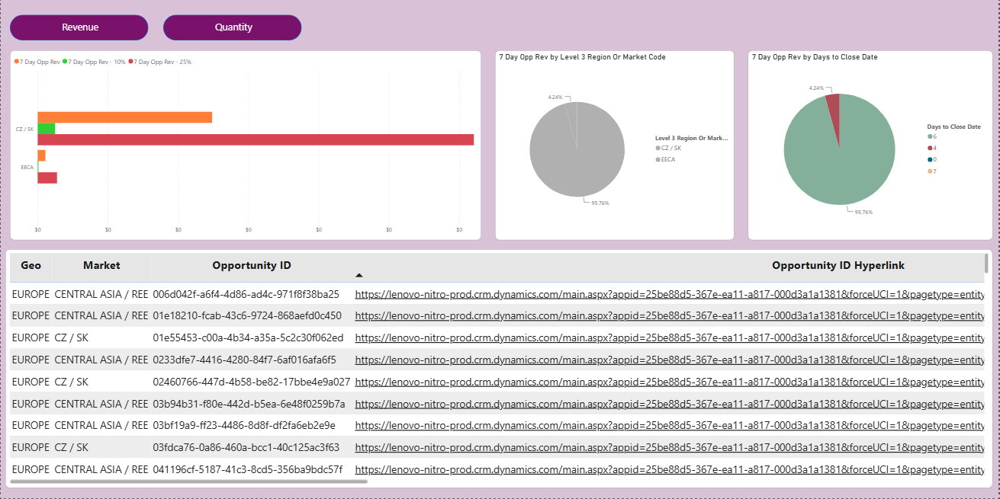 Revenue
Quantity
7 Day Opp Rev 7 Day Opp Rev - 10% 7 Day Opp Rev - 25%
CZ / SK
EECA
$0 $0 $0 $0 $0 $0 $0
7 Day Opp Rev by Level 3 Region Or Market Code
4.24%
95.76%
Level 3 Region Or Mark...
CZ / SK
EECA
7 Day Opp Rev by Days to Close Date
4.24%
95.76%
Days to Close Date
6
4
0
7
Geo Market Opportunity ID Opportunity ID Hyperlink
EUROPE CENTRAL ASIA / REE 006d042f-a6f4-4d86-ad4c-971f8f38ba25 https://lenovo-nitro-prod.crm.dynamics.com/main.aspx?appid=25be88d5-367e-ea11-a817-000d3a1a1381&forceUCI=1&pagetype=entity
EUROPE CENTRAL ASIA / REE 01e18210-fcab-43c6-9724-868aefd0c450 https://lenovo-nitro-prod.crm.dynamics.com/main.aspx?appid=25be88d5-367e-ea11-a817-000d3a1a1381&forceUCI=1&pagetype=entity
EUROPE CZ / SK 01e55453-c00a-4b34-a35a-5c2c30f062ed https://lenovo-nitro-prod.crm.dynamics.com/main.aspx?appid=25be88d5-367e-ea11-a817-000d3a1a1381&forceUCI=1&pagetype=entity
EUROPE CENTRAL ASIA / REE 0233dfe7-4416-4280-84f7-6af016afa6f5 https://lenovo-nitro-prod.crm.dynamics.com/main.aspx?appid=25be88d5-367e-ea11-a817-000d3a1a1381&forceUCI=1&pagetype=entity
EUROPE CZ / SK 02460766-447d-4b58-be82-17bbe4e9a027 https://lenovo-nitro-prod.crm.dynamics.com/main.aspx?appid=25be88d5-367e-ea11-a817-000d3a1a1381&forceUCI=1&pagetype=entity
EUROPE CENTRAL ASIA / REE 03b94b31-f80e-442d-b5ea-6e48f0259b7a https://lenovo-nitro-prod.crm.dynamics.com/main.aspx?appid=25be88d5-367e-ea11-a817-000d3a1a1381&forceUCI=1&pagetype=entity
EUROPE CENTRAL ASIA / REE 03bf19a9-ff23-4486-8d8f-df2fa6eb2e9e https://lenovo-nitro-prod.crm.dynamics.com/main.aspx?appid=25be88d5-367e-ea11-a817-000d3a1a1381&forceUCI=1&pagetype=entity
EUROPE CZ / SK 03fdca76-0a86-460a-bcc1-40c125ac3f63 https://lenovo-nitro-prod.crm.dynamics.com/main.aspx?appid=25be88d5-367e-ea11-a817-000d3a1a1381&forceUCI=1&pagetype=entity
EUROPE CENTRAL ASIA / REE 041196cf-5187-41c3-8cd5-356ba9bdc57f https://lenovo-nitro-prod.crm.dynamics.com/main.aspx?appid=25be88d5-367e-ea11-a817-000d3a1a1381&forceUCI=1&pagetype=entity